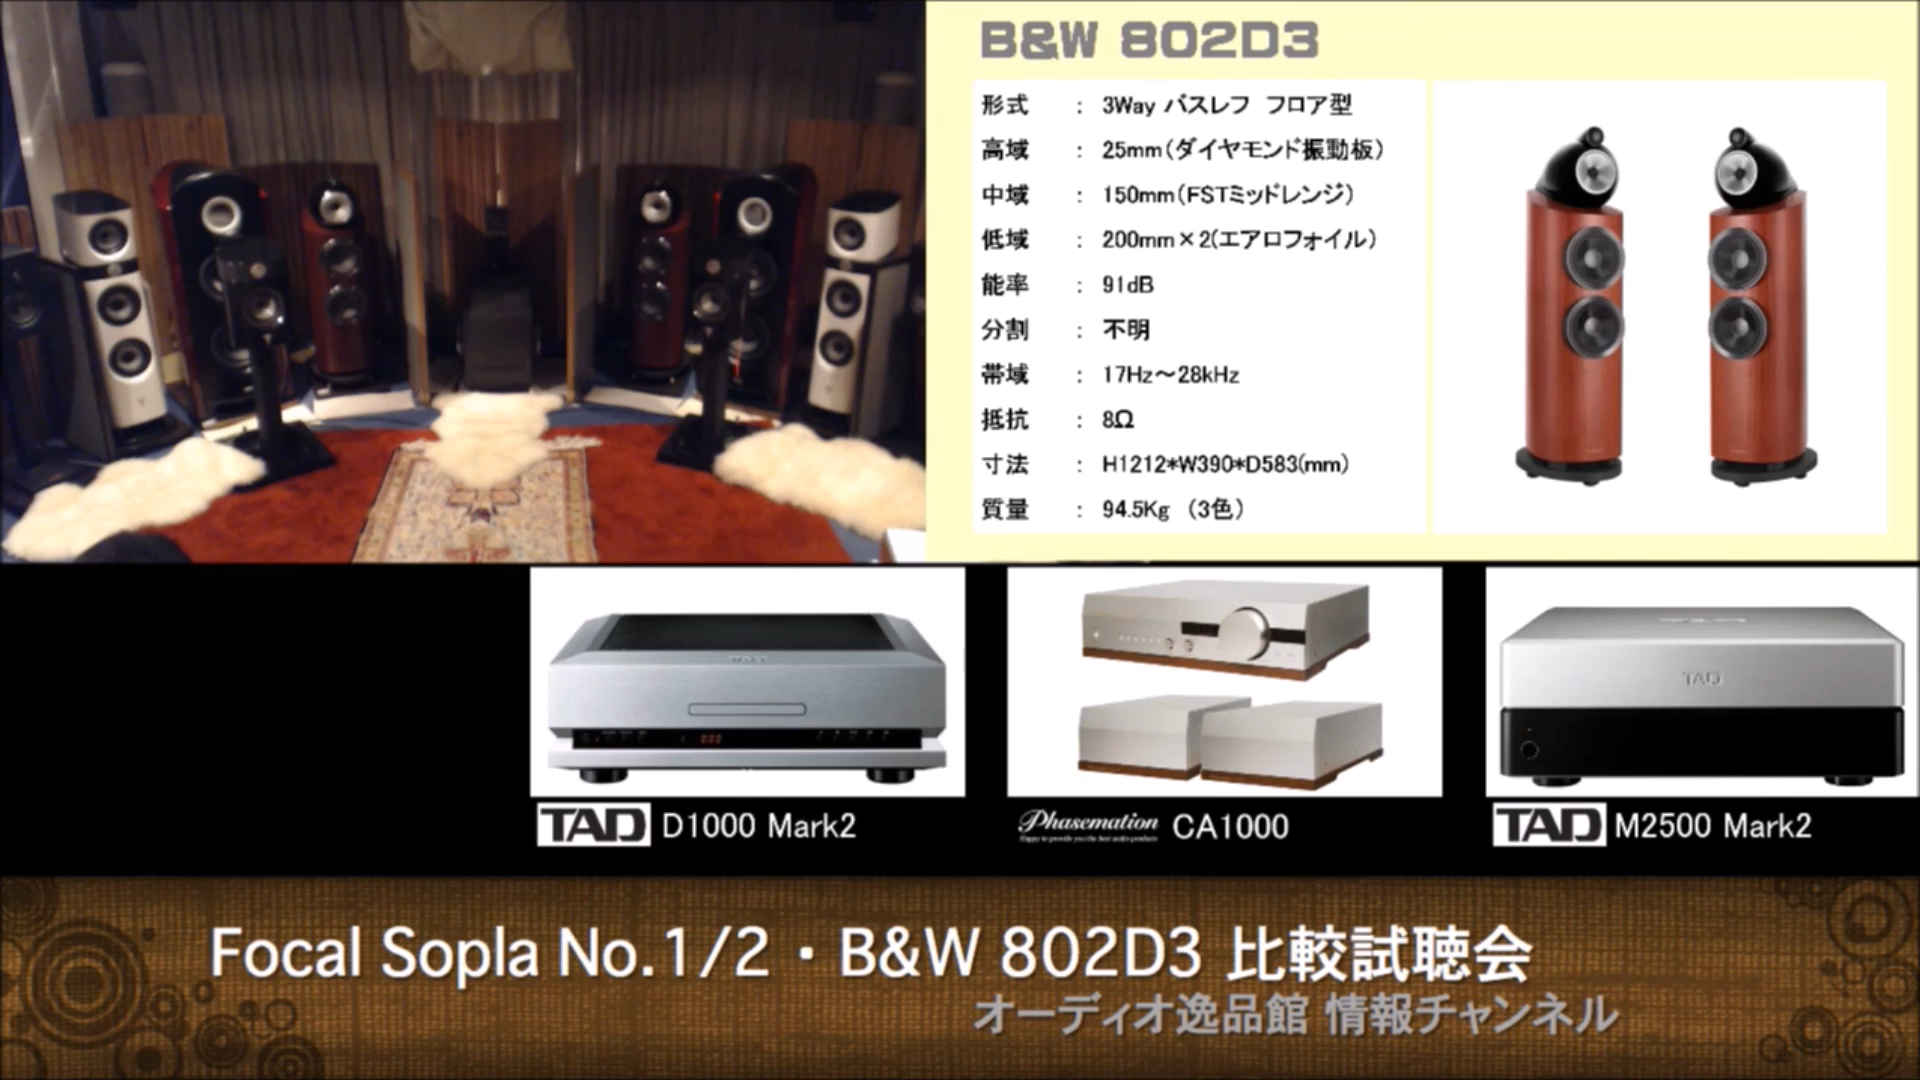 B&W 802D3
形式 : 3Way バスレフ フロア型
高域 : 25mm(ダイヤモンド振動板)
中域 : 150mm(FSTミッドレンジ)
低域 : 200mm×2(エアロフォイル)
能率 : 91dB
分割 : 不明
帯域 : 17Hz～28kHz
抵抗 : 8Ω
寸法 : H1212*W390*D583(mm)
質量 : 94.5Kg (3色)
TAD
TAD D1000 Mark2
Phasemation CA1000
TAD M2500 Mark2
Focal Sopla No.1/2・B&W 802D3 比較試聴会
オーディオ逸品館 情報チャンネル